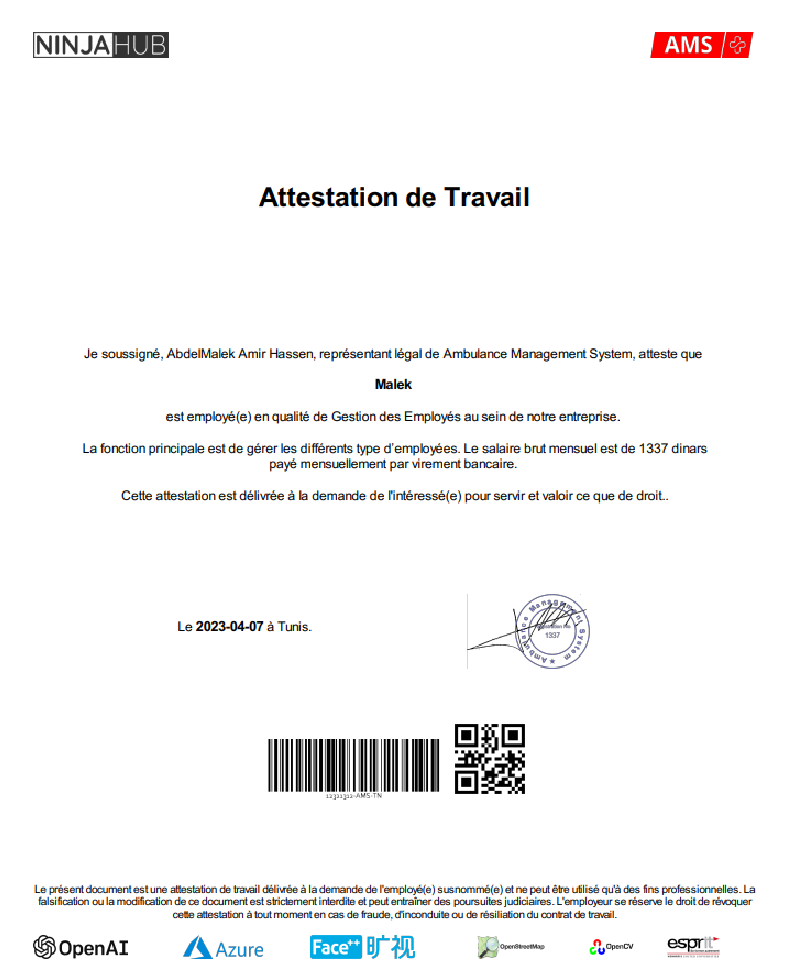 NINJAHUB
AMS
Attestation de Travail
Je soussigné, AbdelMalek Amir Hassen, représentant légal de Ambulance Management System, atteste que
Malek
est employé(e) en qualité de Gestion des Employés au sein de notre entreprise.
La fonction principale est de gérer les différents type d'employées. Le salaire brut mensuel est de 1337 dinars
payé mensuellement par virement bancaire.
Cette attestation est délivrée à la demande de l'intéressé(e) pour servir et valoir ce que de droit..
Le 2023-04-07 à Tunis.
Ambulance Management System
1337
12321312-AMS-TN
Le présent document est une attestation de travail délivrée à la demande de l'employé(e) susnommé(e) et ne peut être utilisé qu'à des fins professionnelles. La
falsification ou la modification de ce document est strictement interdite et peut entraîner des poursuites judiciaires. L'employeur se réserve le droit de révoquer
cette attestation à tout moment en cas de fraude, d'inconduite ou de résiliation du contrat de travail.
OpenAI
Azure
Face++ 旷视
OpenStreetMap
OpenCV
esprit